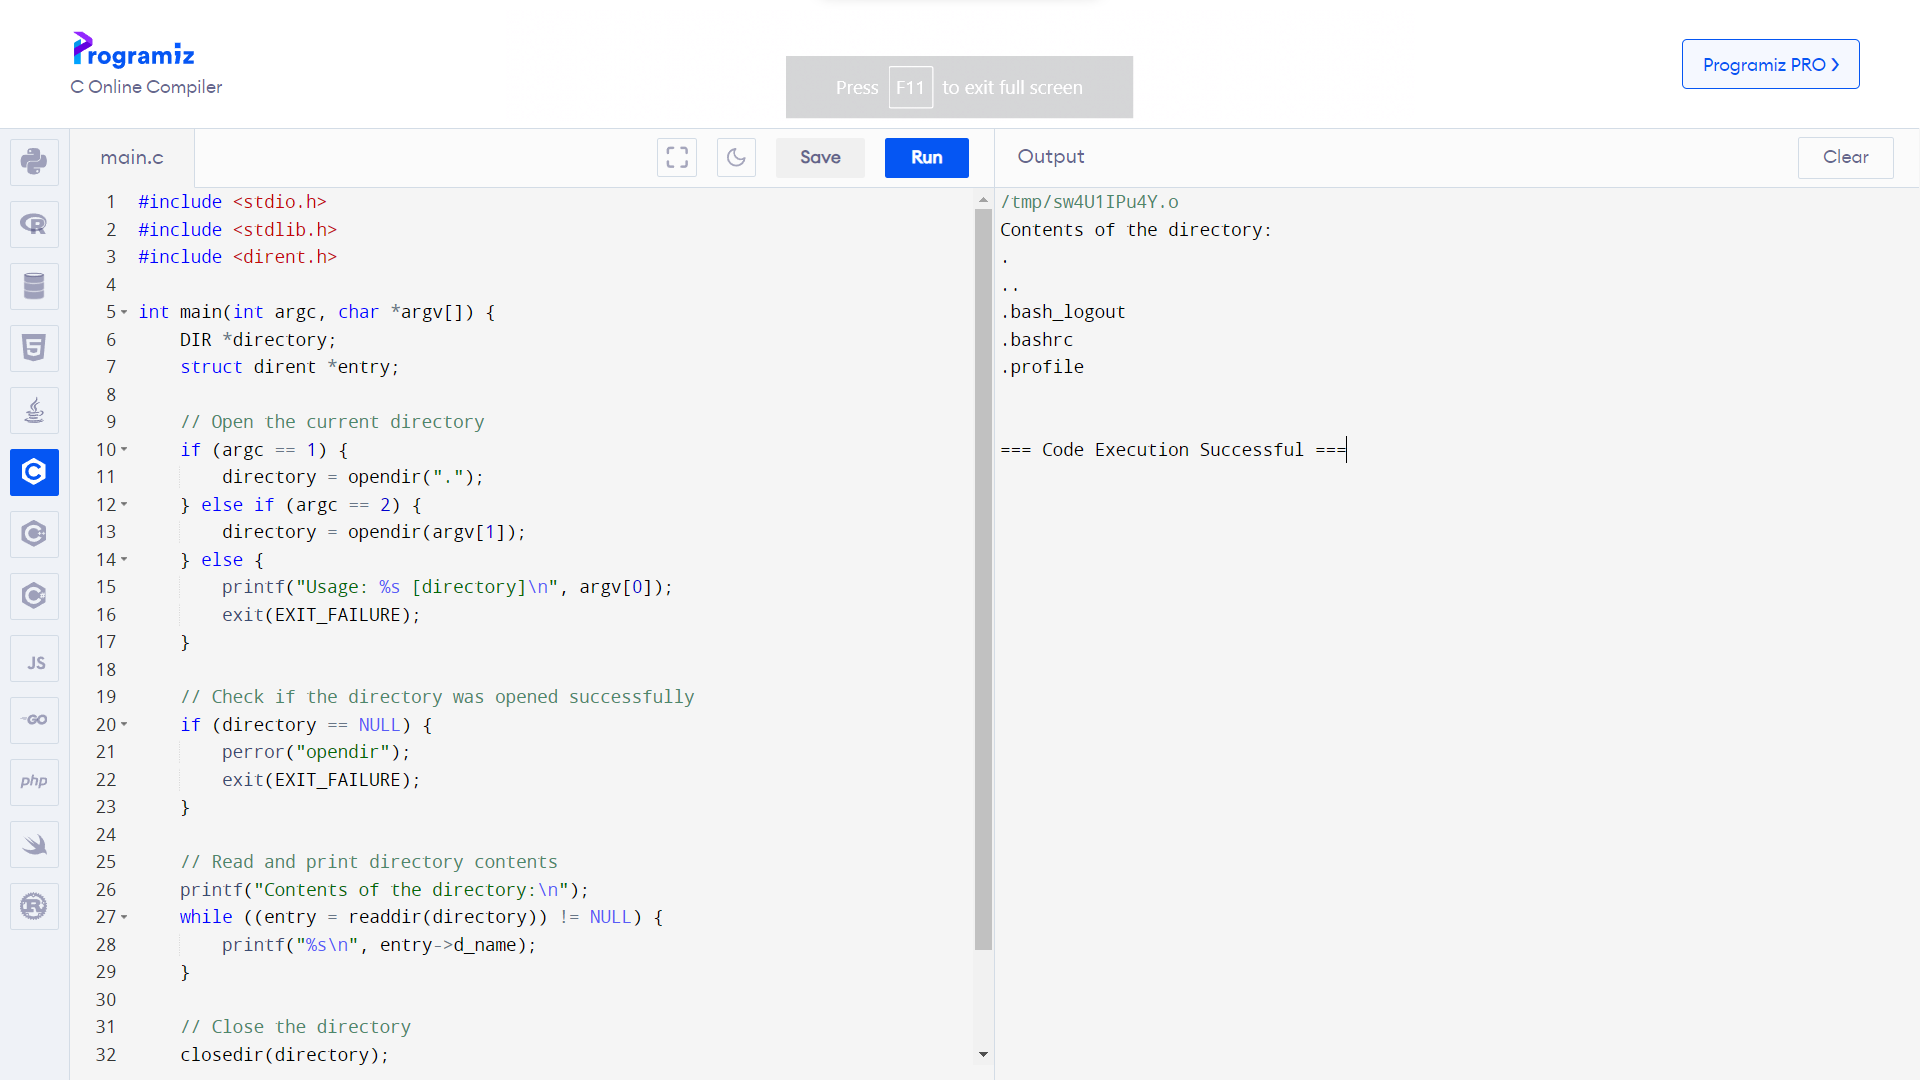 Programiz
C Online Compiler
Press F11 to exit full screen
Programiz PRO
main.c
Save
Run
Output
Clear
1 #include <stdio.h>
2 #include <stdlib.h>
3 #include <dirent.h>
4
5 int main(int argc, char *argv[]) {
6     DIR *directory;
7     struct dirent *entry;
8
9     // Open the current directory
10     if (argc == 1) {
11         directory = opendir(".");
12     } else if (argc == 2) {
13         directory = opendir(argv[1]);
14     } else {
15         printf("Usage: %s [directory]\n", argv[0]);
16         exit(EXIT_FAILURE);
17     }
18
19     // Check if the directory was opened successfully
20     if (directory == NULL) {
21         perror("opendir");
22         exit(EXIT_FAILURE);
23     }
24
25     // Read and print directory contents
26     printf("Contents of the directory:\n");
27     while ((entry = readdir(directory)) != NULL) {
28         printf("%s\n", entry->d_name);
29     }
30
31     // Close the directory
32     closedir(directory);
/tmp/sw4U1IPu4Y.o
Contents of the directory:
.
..
.bash_logout
.bashrc
.profile
=== Code Execution Successful ===
R
5
C
C
C
JS
GO
php
R